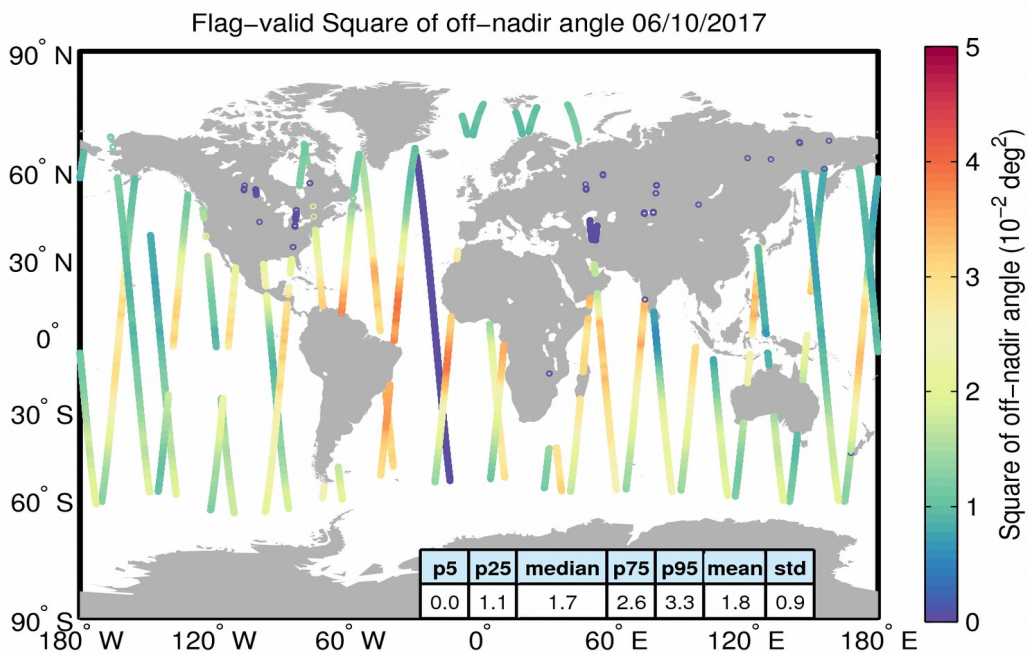 Flag−valid Square of off−nadir angle 06/10/2017
90° N
60° N
30° N
0°
30° S
60° S
90° S
180° W
120° W
60° W
0°
60° E
120° E
180° E
p5 p25 median p75 p95 mean std
0.0 1.1 1.7 2.6 3.3 1.8 0.9
5
4
3
2
1
0
Square of off−nadir angle (10⁻² deg²)